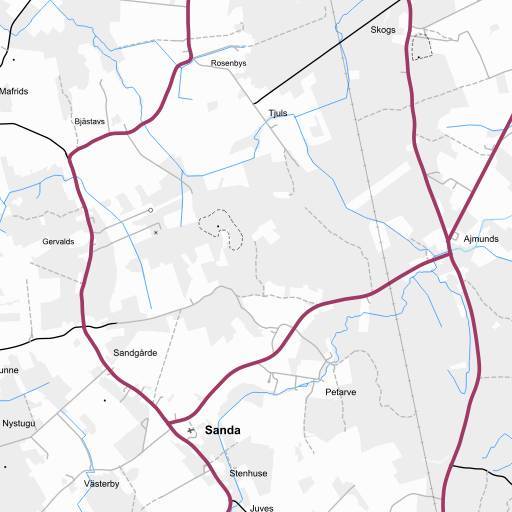 Skogs
Rosenbys
Mafrids
Tjuls
Bjästavs
Gervalds
Ajmunds
Sandgårde
unne
Petarve
Nystugu
Sanda
Stenhuse
Västerby
Juves